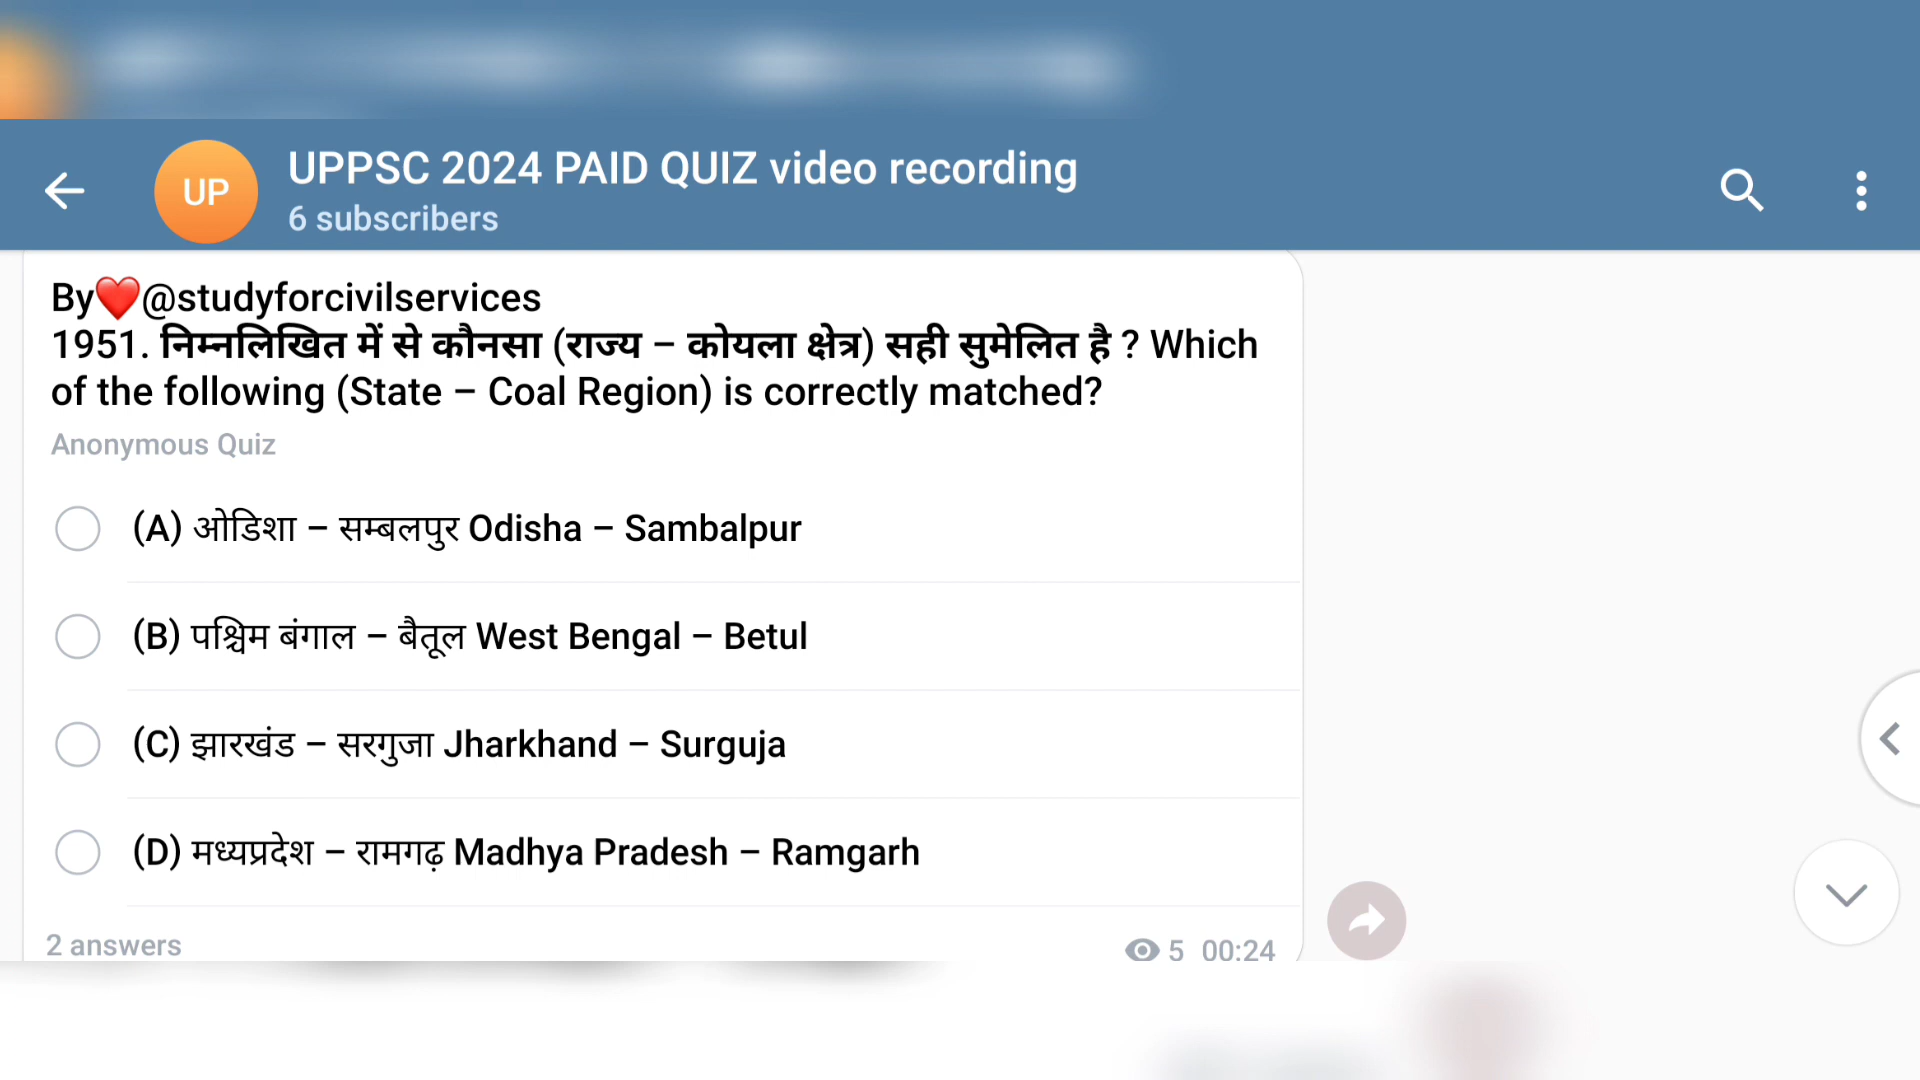 UP
UPPSC 2024 PAID QUIZ video recording
6 subscribers
By❤️@studyforcivilservices
1951. निम्नलिखित में से कौनसा (राज्य – कोयला क्षेत्र) सही सुमेलित है ? Which
of the following (State – Coal Region) is correctly matched?
Anonymous Quiz
(A) ओडिशा – सम्बलपुर Odisha – Sambalpur
(B) पश्चिम बंगाल – बैतूल West Bengal – Betul
(C) झारखंड – सरगुजा Jharkhand – Surguja
(D) मध्यप्रदेश – रामगढ़ Madhya Pradesh – Ramgarh
2 answers
5 00:24